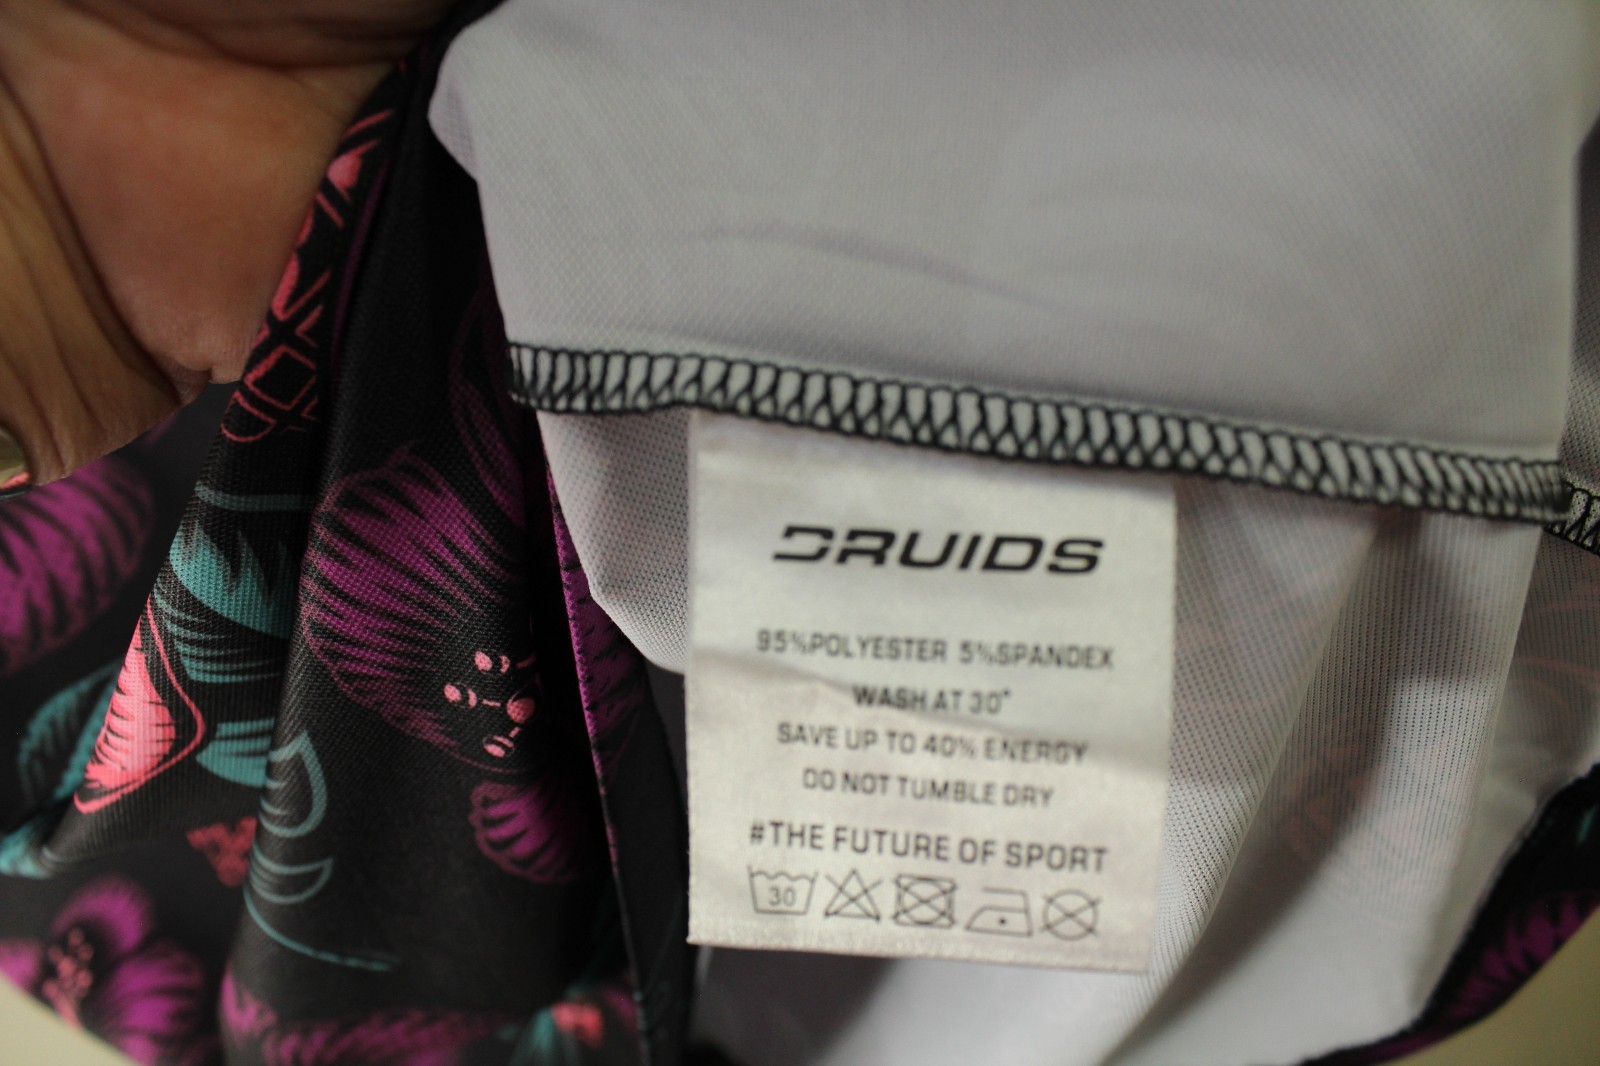 DRUIDS
95%POLYESTER 5%SPANDEX
WASH AT 30°
SAVE UP TO 40% ENERGY
DO NOT TUMBLE DRY
#THE FUTURE OF SPORT
30